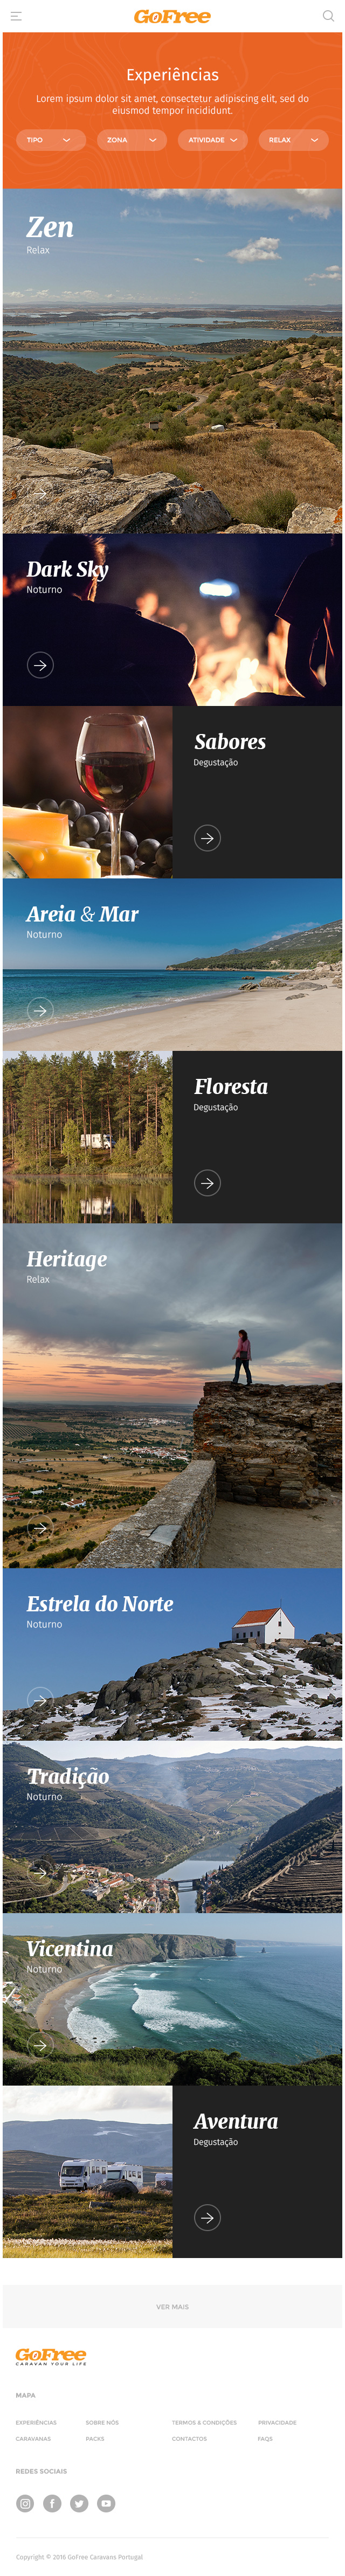 GoFree
Experiências
Lorem ipsum dolor sit amet, consectetur adipiscing elit, sed do
eiusmod tempor incididunt.
TIPO ZONA ATIVIDADE RELAX
Zen
Relax
Dark Sky
Noturno
Sabores
Degustação
Areia & Mar
Noturno
Floresta
Degustação
Heritage
Relax
Estrela do Norte
Noturno
Tradição
Noturno
Vicentina
Noturno
Aventura
Degustação
VER MAIS
GoFree
CARAVAN YOUR LIFE
MAPA
EXPERIÊNCIAS SOBRE NÓS TERMOS & CONDIÇÕES PRIVACIDADE
CARAVANAS PACKS CONTACTOS FAQS
REDES SOCIAIS
Copyright © 2016 GoFree Caravans Portugal